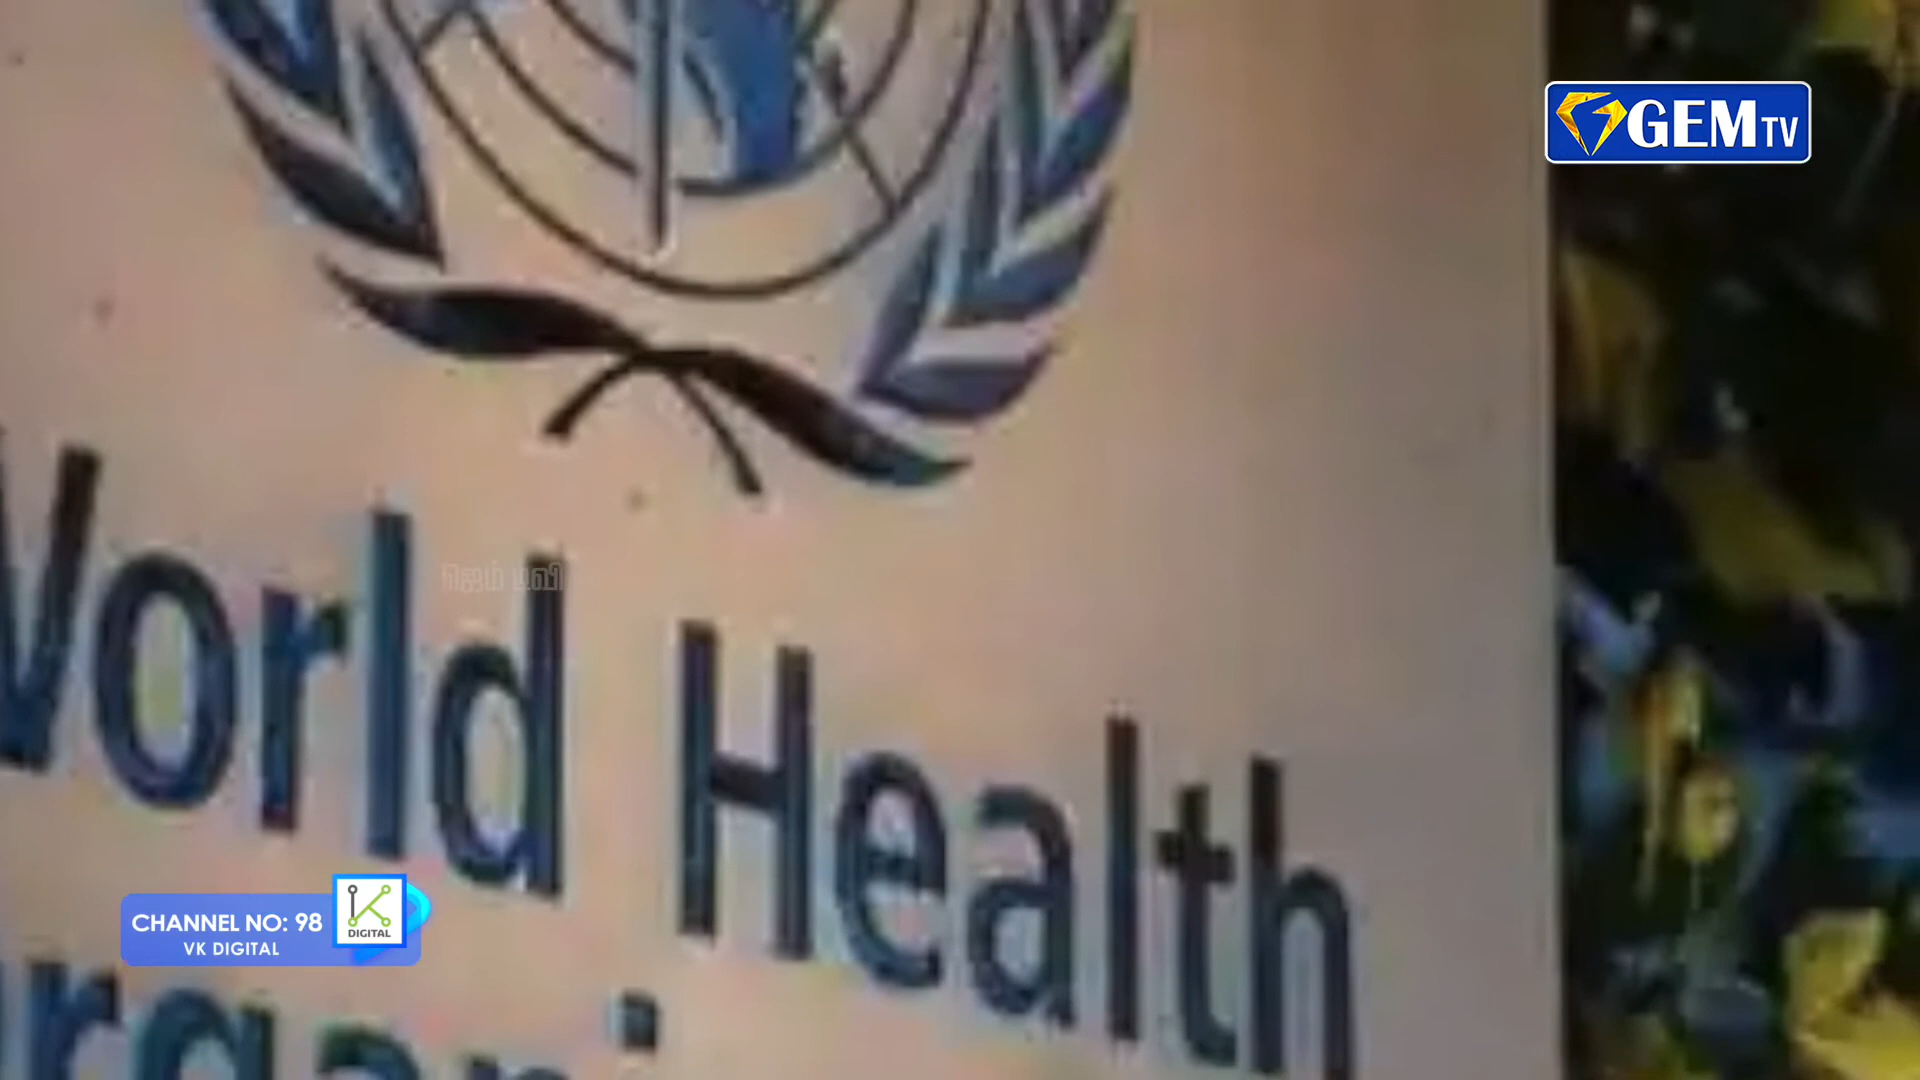 GEM TV
World Health
ஜெம் டிவி
CHANNEL NO: 98
VK DIGITAL
DIGITAL